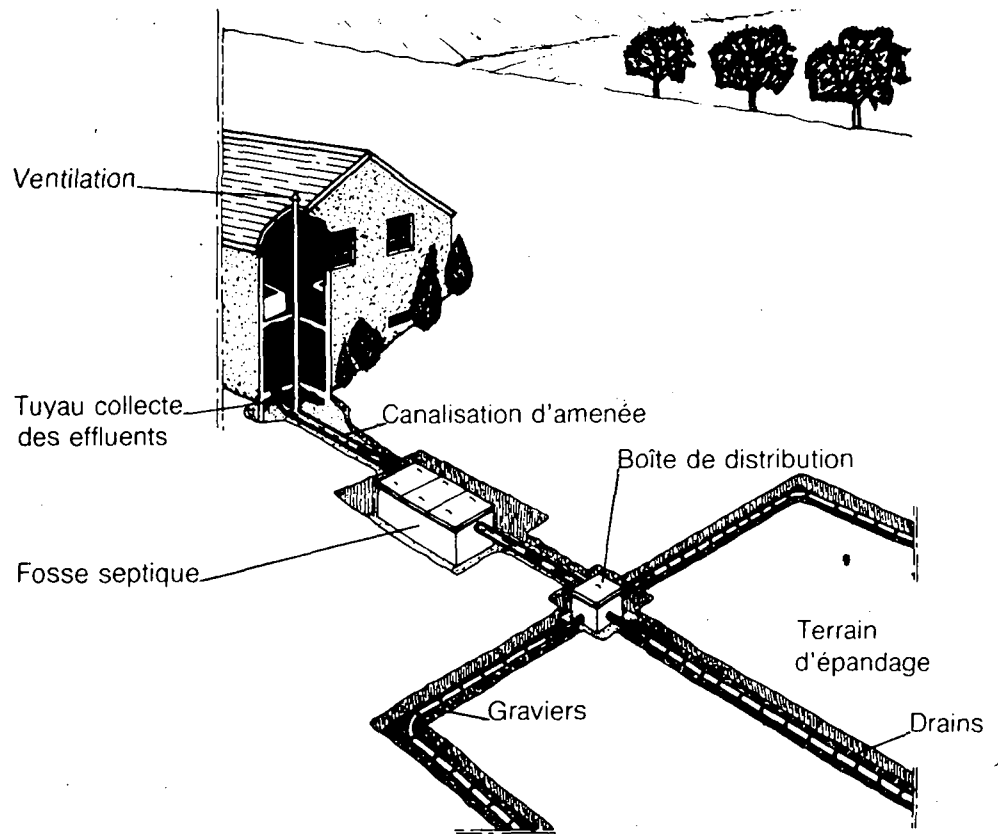 Ventilation
Tuyau collecte
des effluents
Canalisation d'amenée
Boîte de distribution
Fosse septique
Terrain
d'épandage
Graviers
Drains